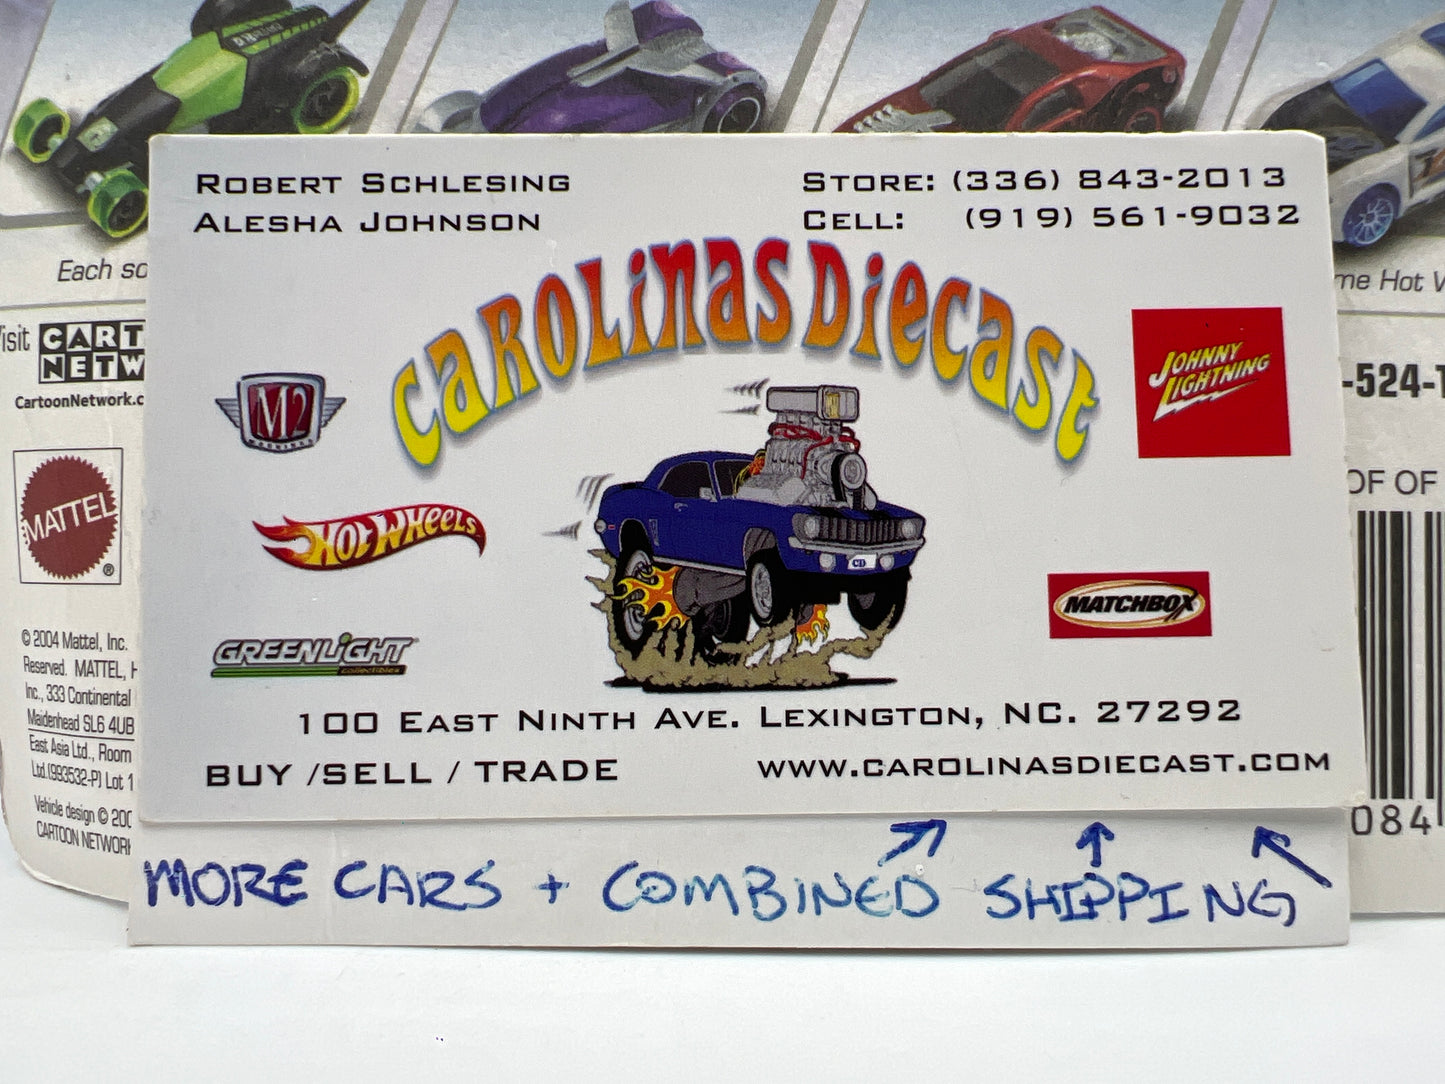 Each
Visit CART
NETW
CartoonNetwork.c
MATTEL
®
© 2004 Mattel, Inc.
Reserved. MATTEL, H
Inc., 333 Continental
Maidenhead SL6 4UB
East Asia Ltd., Room
Ltd.(993532-P) Lot 1
Vehicle design © 200
CARTOON NETWORK
Robert Schlesing
Alesha Johnson
Store: (336) 843-2013
Cell: (919) 561-9032
Carolinas Diecast
M2
MACHINES
JOHNNY
LIGHTNING
HOT WHEELS
CD
MATCHBOX
GREENLIGHT
collectibles
100 East Ninth Ave. Lexington, NC. 27292
BUY /SELL / TRADE
www.carolinasdiecast.com
MORE CARS + COMBINED SHIPPING
me Hot W
-524-1
OF OF
084